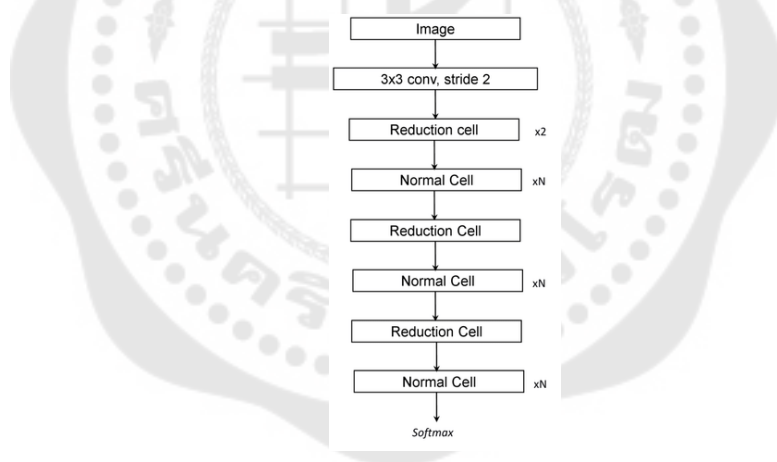 Image
3x3 conv, stride 2
Reduction cell x2
Normal Cell xN
Reduction Cell
Normal Cell xN
Reduction Cell
Normal Cell xN
Softmax